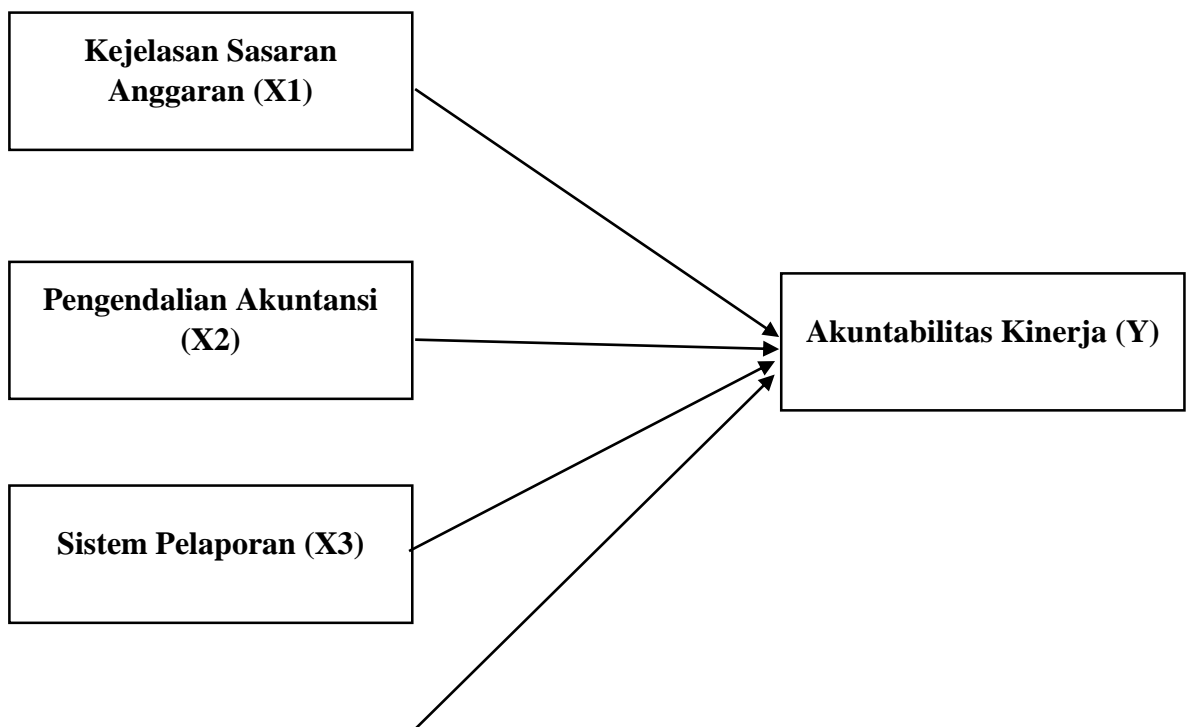 Kejelasan Sasaran
Anggaran (X1)
Pengendalian Akuntansi
(X2)
Akuntabilitas Kinerja (Y)
Sistem Pelaporan (X3)